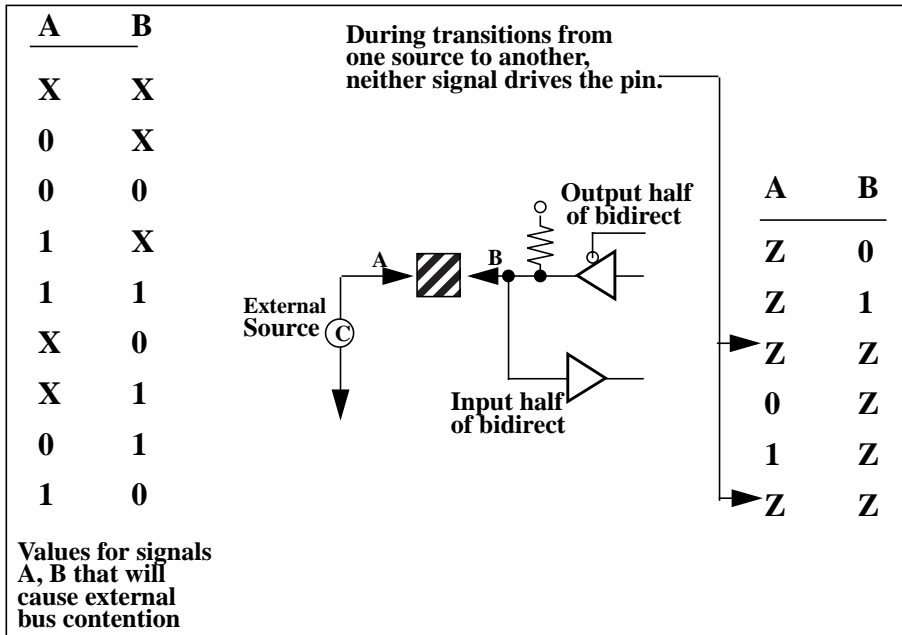 A B
X X
0 X
0 0
1 X
1 1
X 0
X 1
0 1
1 0
Values for signals
A, B that will
cause external
bus contention
During transitions from
one source to another,
neither signal drives the pin.
Output half
of bidirect
A
B
External
Source
C
Input half
of bidirect
A B
Z 0
Z 1
Z Z
0 Z
1 Z
Z Z